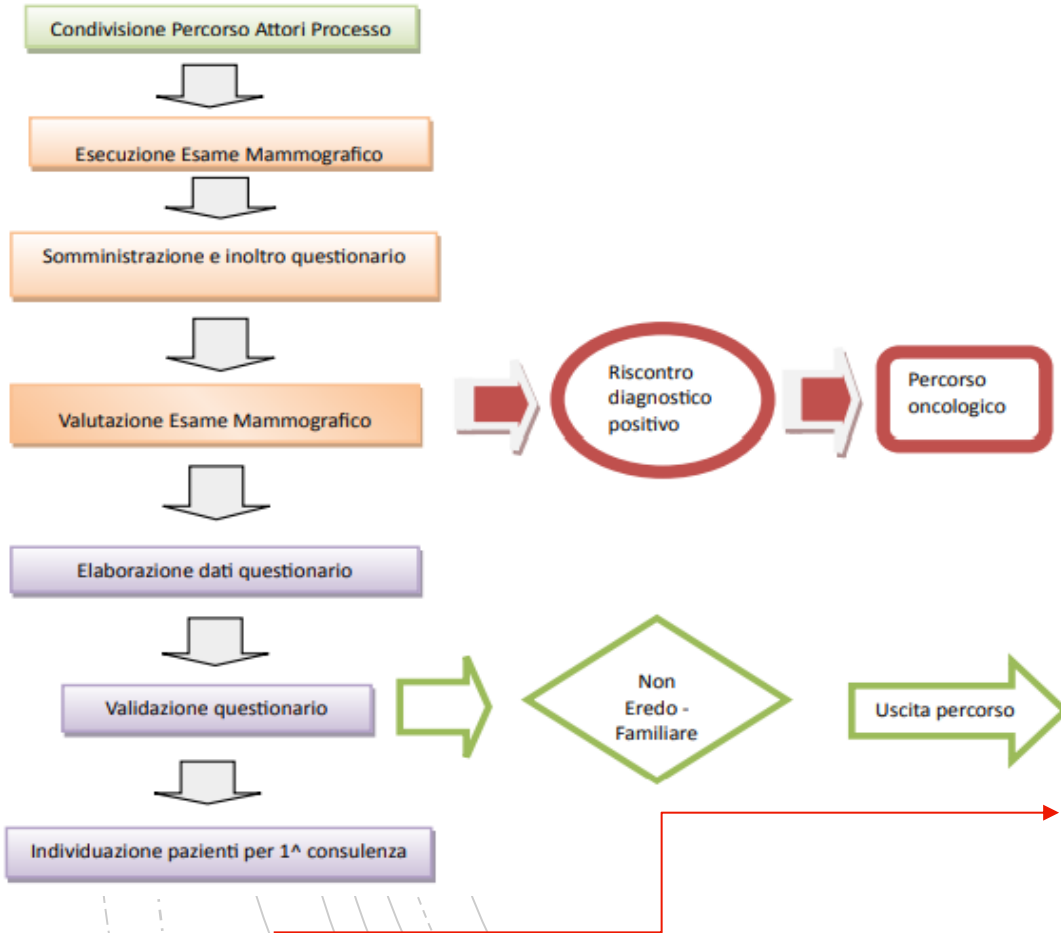 Condivisione Percorso Attori Processo
Esecuzione Esame Mammografico
Somministrazione e inoltro questionario
Valutazione Esame Mammografico
Riscontro
diagnostico
positivo
Percorso
oncologico
Elaborazione dati questionario
Validazione questionario
Non
Eredo -
Familiare
Uscita percorso
Individuazione pazienti per 1^ consulenza